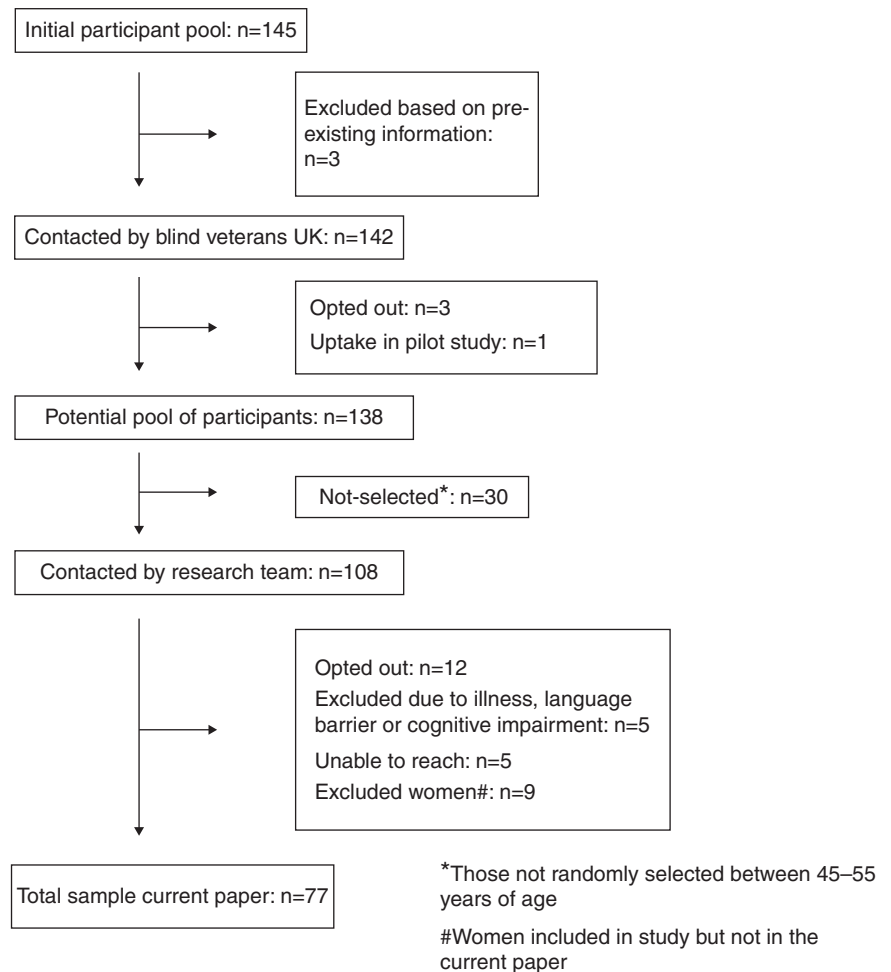 Initial participant pool: n=145
Excluded based on pre-
existing information:
n=3
Contacted by blind veterans UK: n=142
Opted out: n=3
Uptake in pilot study: n=1
Potential pool of participants: n=138
Not-selected*: n=30
Contacted by research team: n=108
Opted out: n=12
Excluded due to illness, language
barrier or cognitive impairment: n=5
Unable to reach: n=5
Excluded women#: n=9
Total sample current paper: n=77
*Those not randomly selected between 45–55
years of age
#Women included in study but not in the
current paper